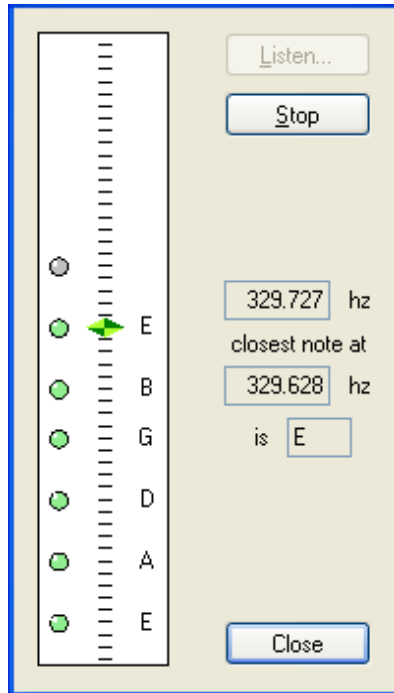 Listen...
Stop
E
B
G
D
A
E
329.727 hz
closest note at
329.628 hz
is E
Close